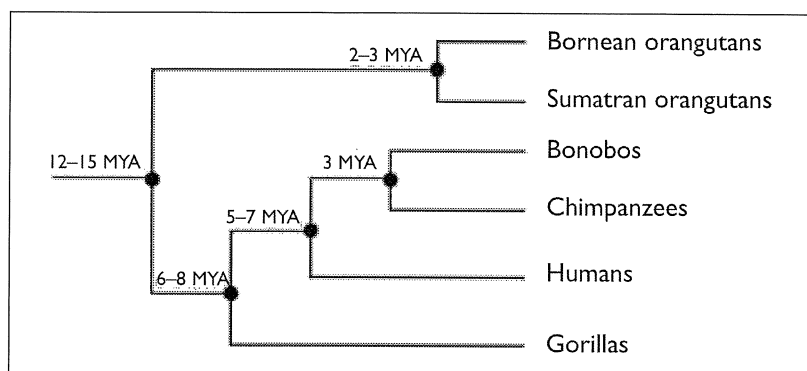 2–3 MYA
Bornean orangutans
Sumatran orangutans
12–15 MYA
3 MYA
Bonobos
Chimpanzees
5–7 MYA
Humans
6–8 MYA
Gorillas